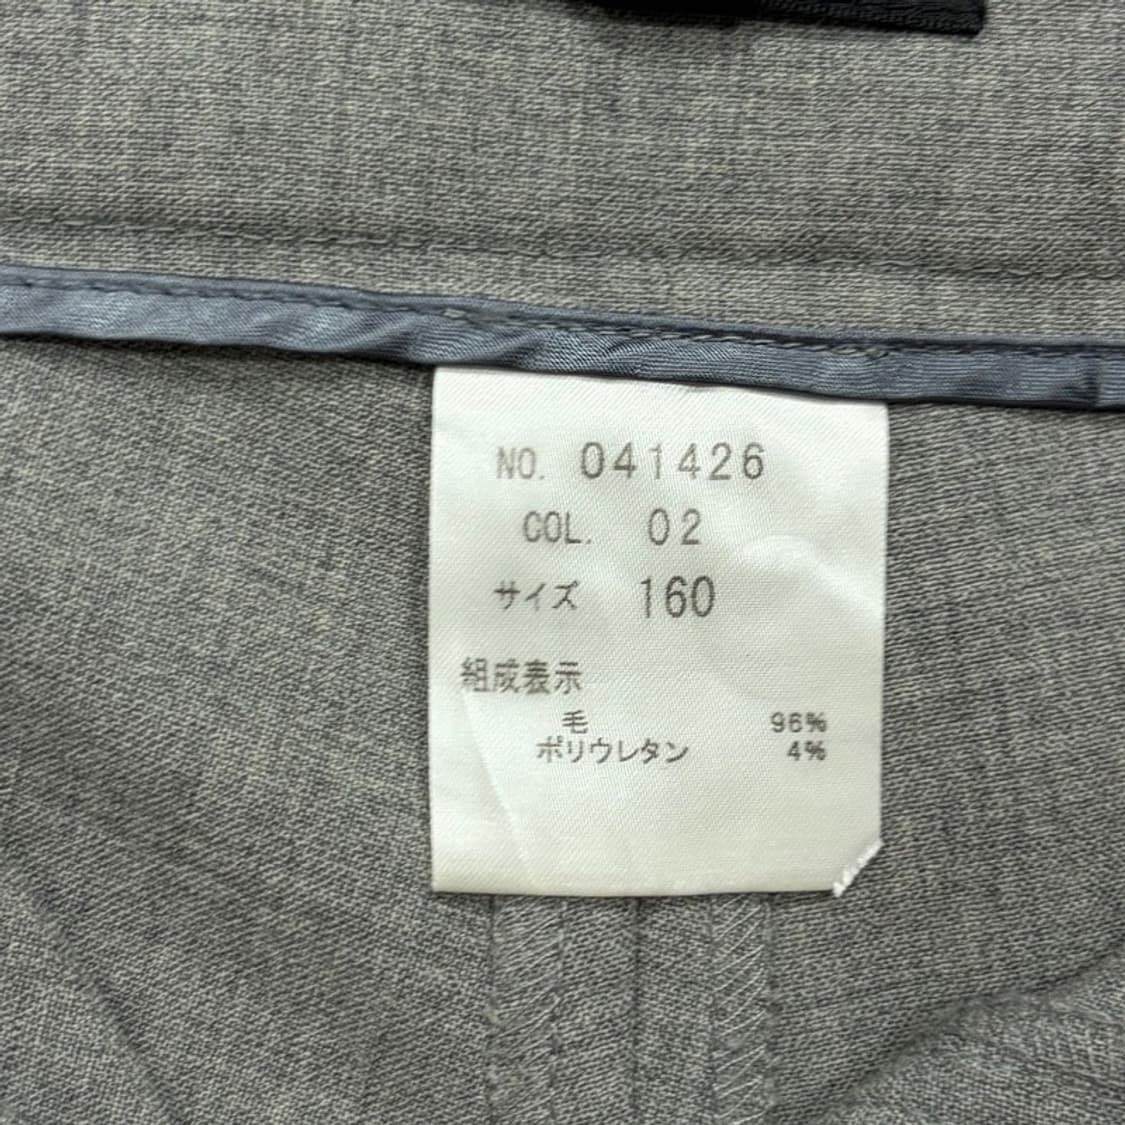 NO. 041426
COL. 02
サイズ 160
組成表示
毛 96%
ポリウレタン 4%